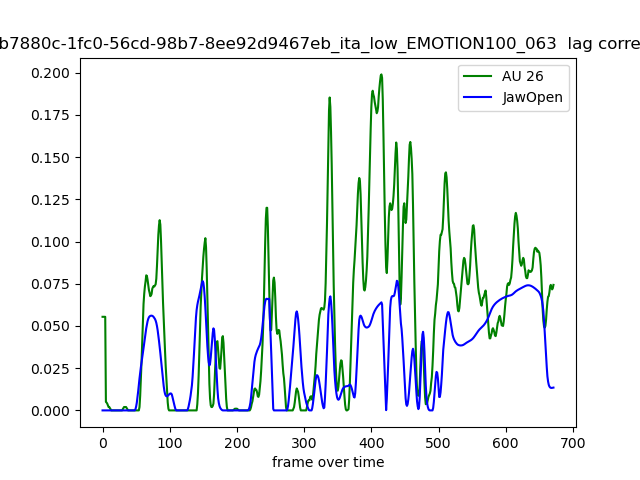 b7880c-1fc0-56cd-98b7-8ee92d9467eb_ita_low_EMOTION100_063 lag corre
AU 26
JawOpen
0.200
0.175
0.150
0.125
0.100
0.075
0.050
0.025
0.000
0 100 200 300 400 500 600 700
frame over time